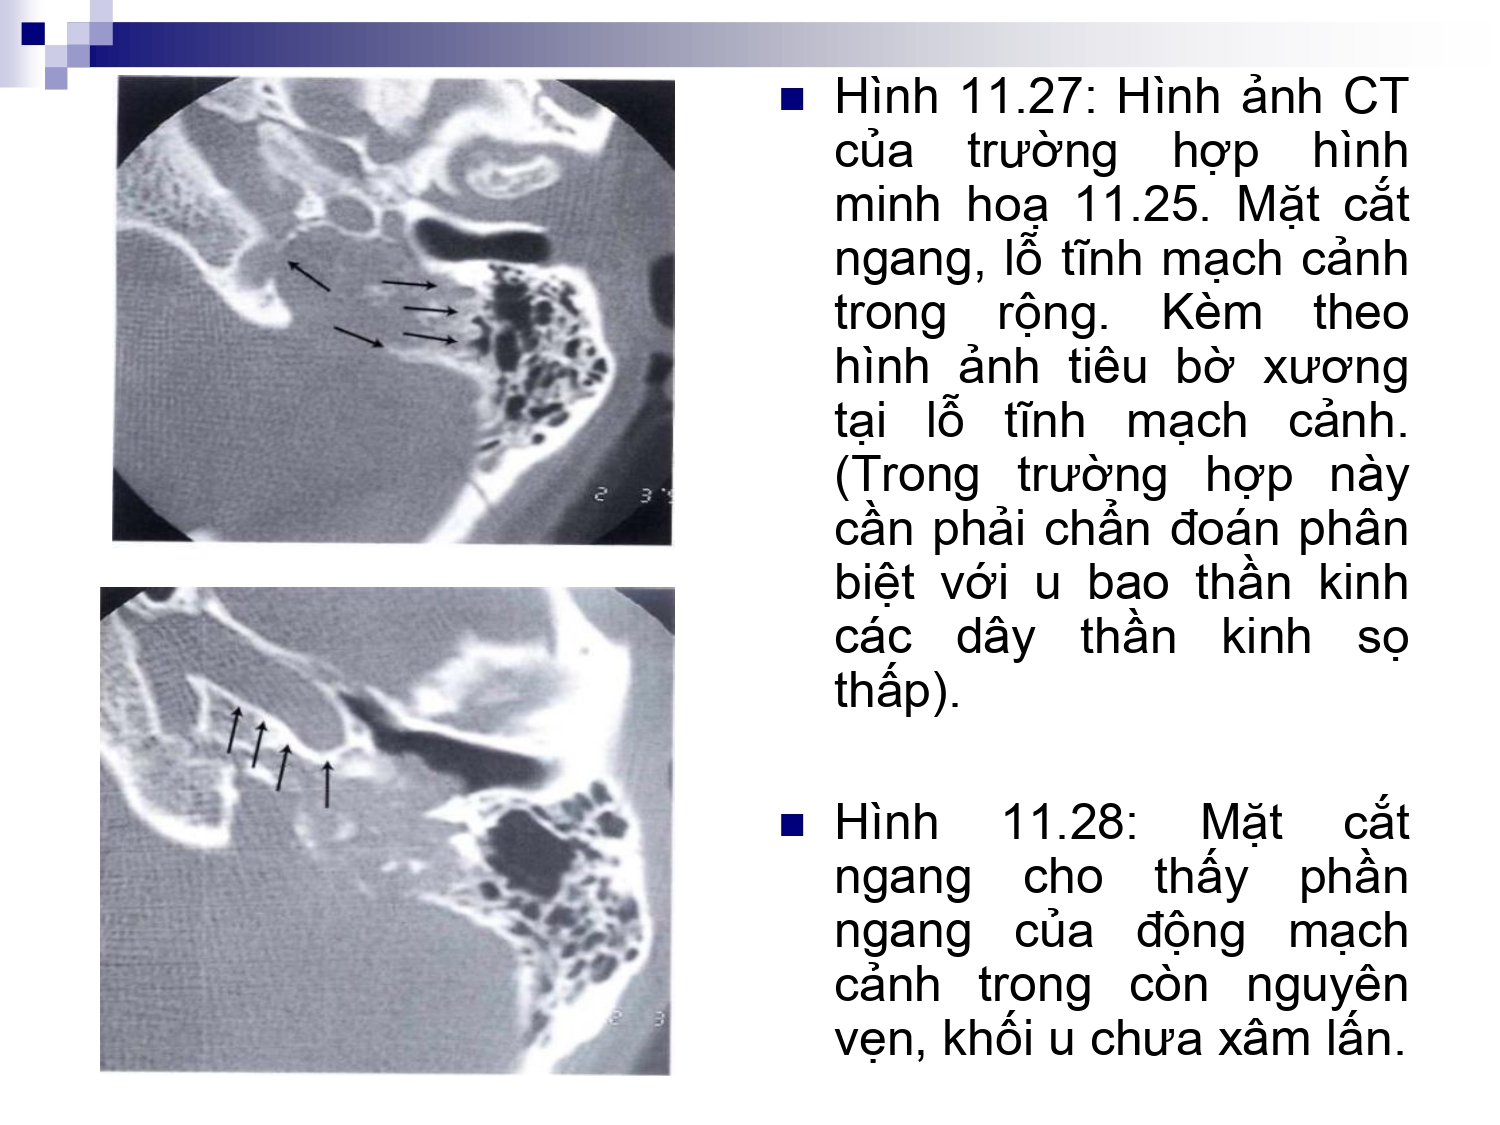 Hình 11.27: Hình ảnh CT
của trường hợp hình
minh hoạ 11.25. Mặt cắt
ngang, lỗ tĩnh mạch cảnh
trong rộng. Kèm theo
hình ảnh tiêu bờ xương
tại lỗ tĩnh mạch cảnh.
(Trong trường hợp này
cần phải chẩn đoán phân
biệt với u bao thần kinh
các dây thần kinh sọ
thấp).
Hình 11.28: Mặt cắt
ngang cho thấy phần
ngang của động mạch
cảnh trong còn nguyên
vẹn, khối u chưa xâm lấn.
2 3
2 3